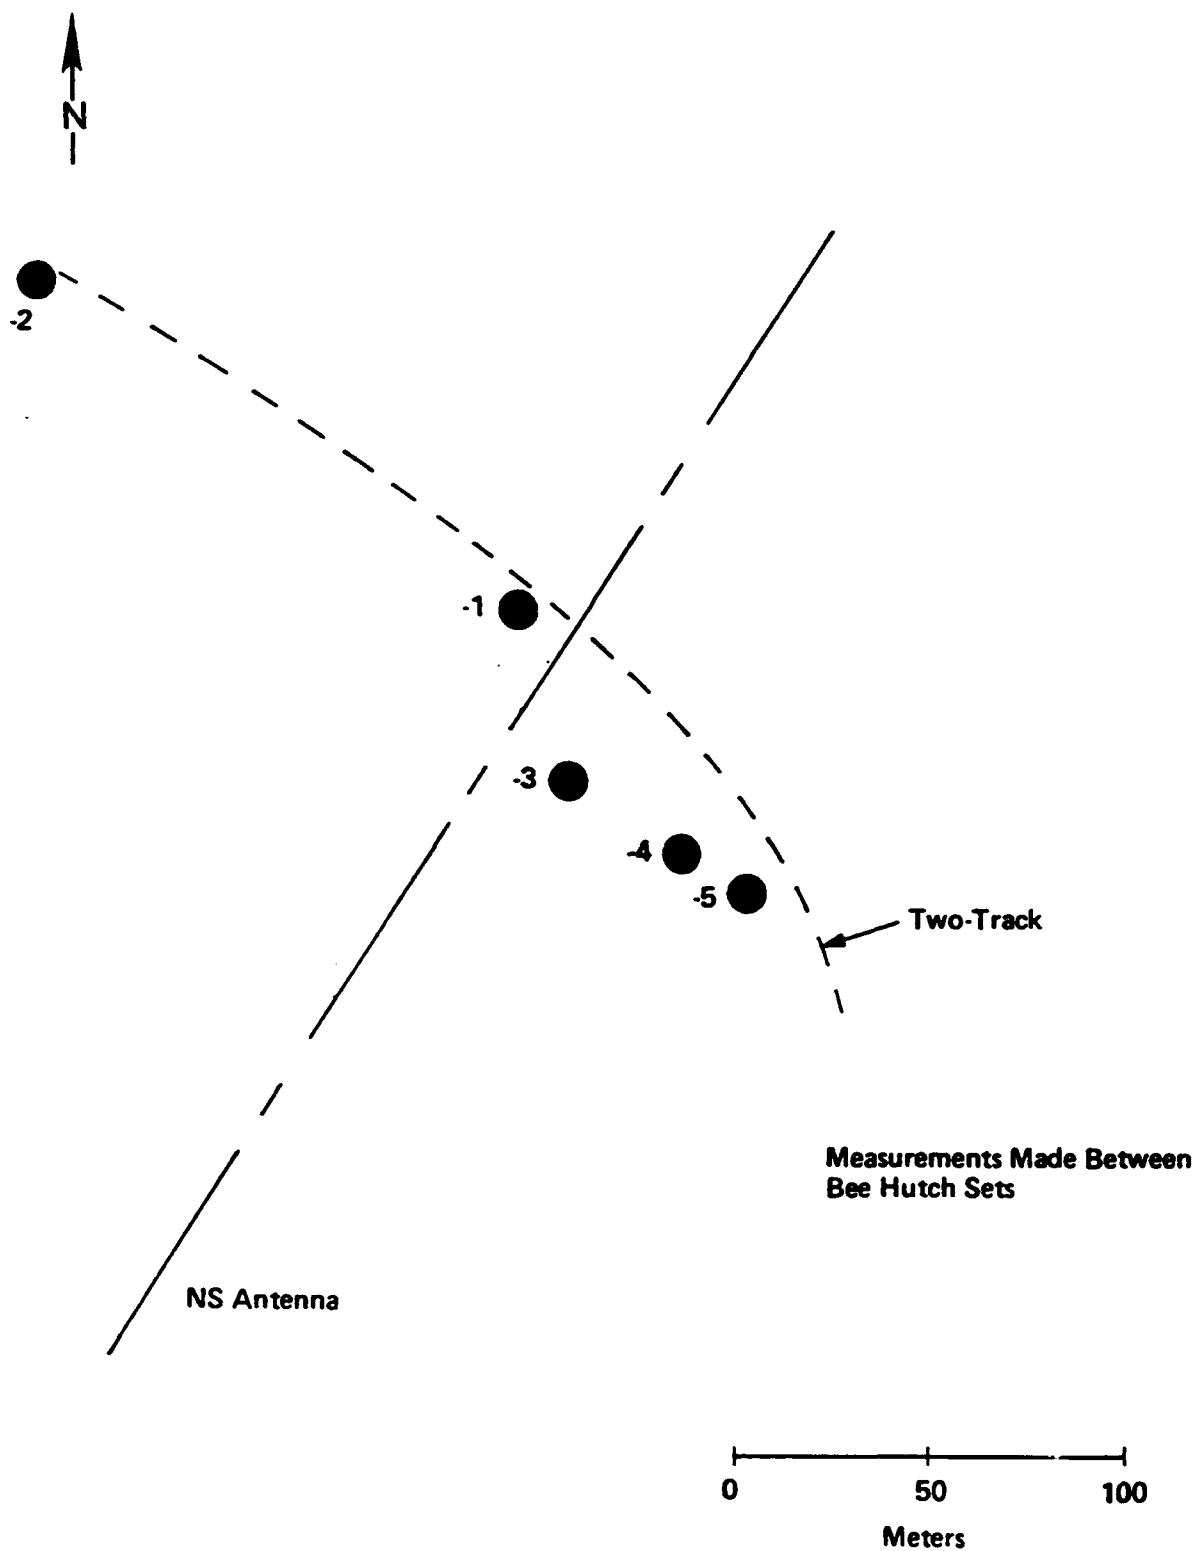 N
-2
-1
-3
-4
-5
Two-Track
Measurements Made Between
Bee Hutch Sets
NS Antenna
0 50 100
Meters